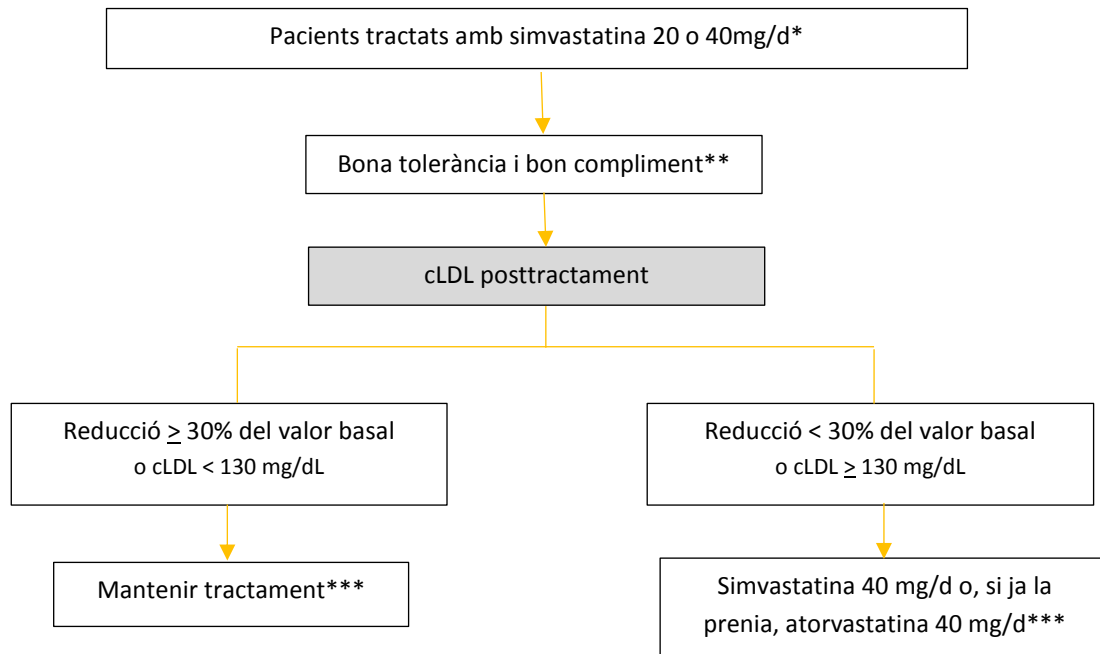 Pacients tractats amb simvastatina 20 o 40mg/d*
Bona tolerància i bon compliment**
cLDL posttractament
Reducció ≥ 30% del valor basal
o cLDL < 130 mg/dL
Reducció < 30% del valor basal
o cLDL ≥ 130 mg/dL
Mantenir tractament***
Simvastatina 40 mg/d o, si ja la
prenia, atorvastatina 40 mg/d***